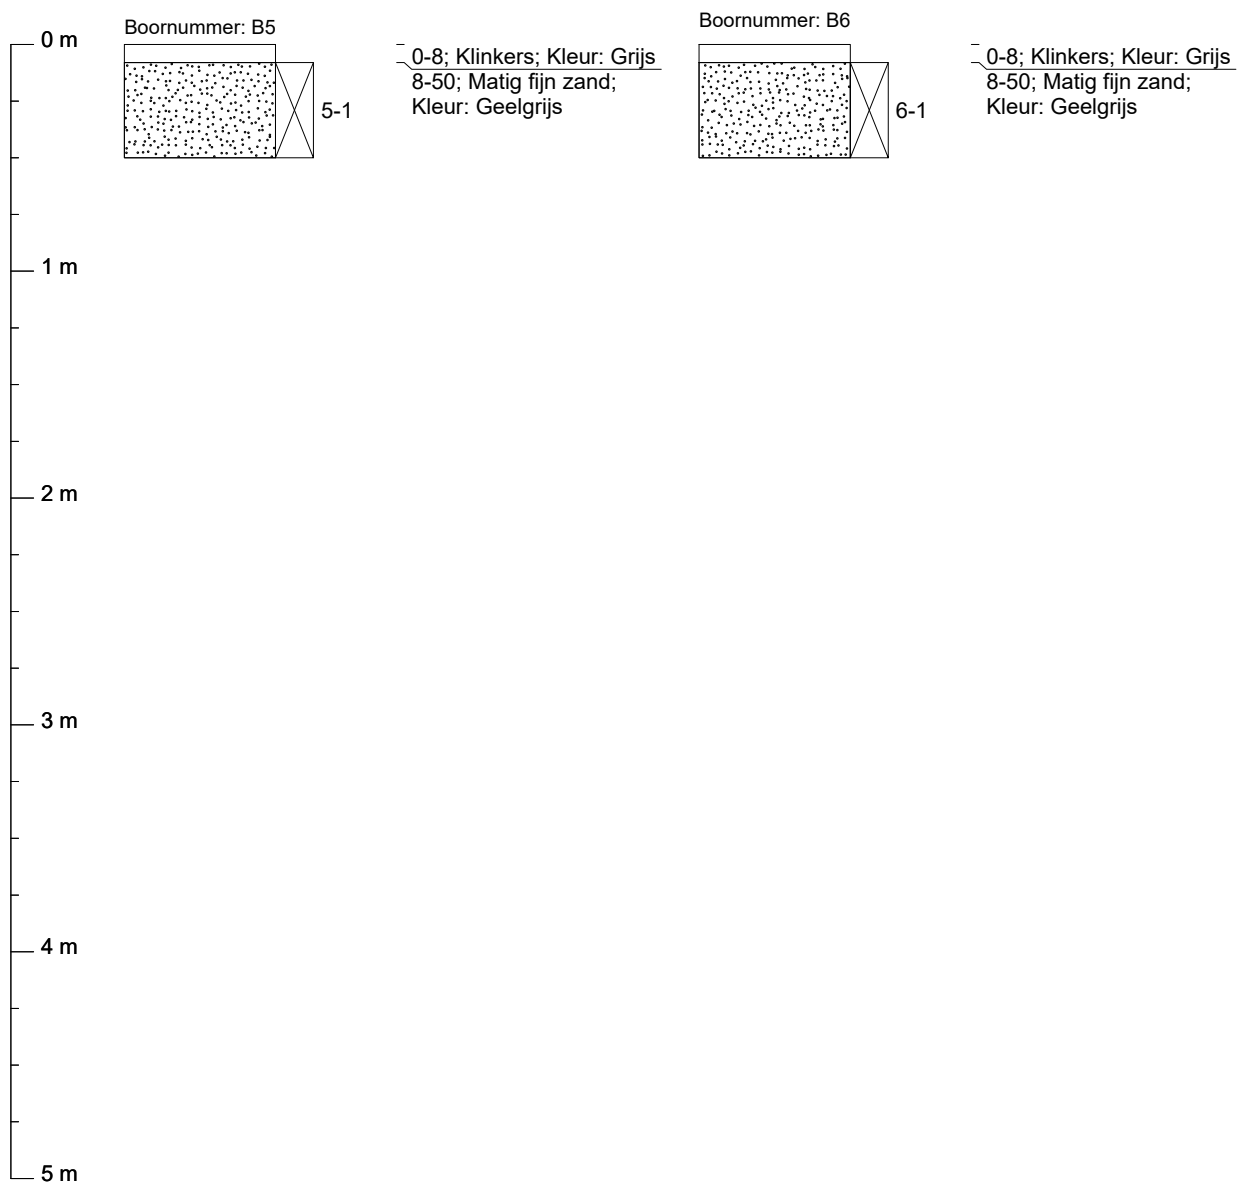 Boornummer: B5
Boornummer: B6
0 m
0-8; Klinkers; Kleur: Grijs
8-50; Matig fijn zand;
Kleur: Geelgrijs
5-1
0-8; Klinkers; Kleur: Grijs
8-50; Matig fijn zand;
Kleur: Geelgrijs
6-1
1 m
2 m
3 m
4 m
5 m